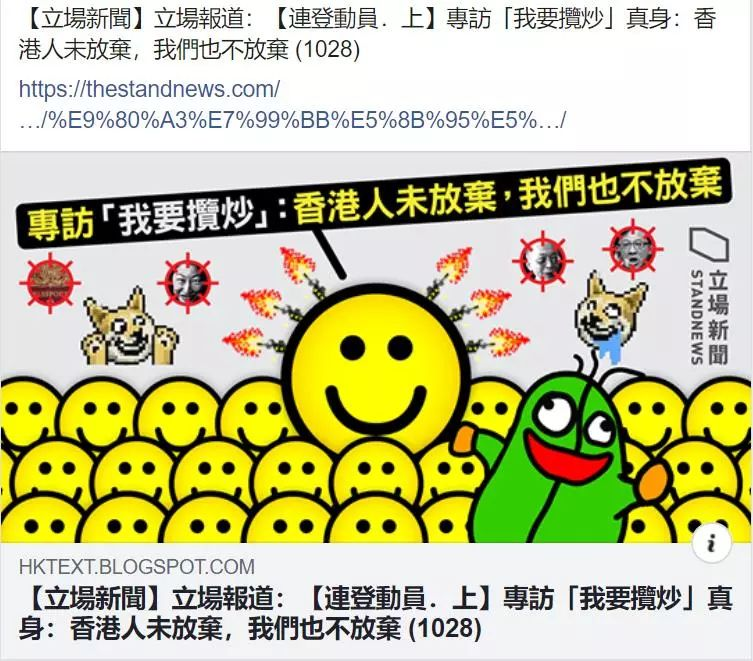 【立場新聞】立場報道：【連登動員．上】專訪「我要攬炒」真身：香
港人未放棄，我們也不放棄 (1028)
https://thestandnews.com/
…/%E9%80%A3%E7%99%BB%E5%8B%95%E5%…/
專訪「我要攬炒」：香港人未放棄，我們也不放棄
立場新聞
STANDNEWS
HKTEXT.BLOGSPOT.COM
【立場新聞】立場報道：【連登動員．上】專訪「我要攬炒」真
身：香港人未放棄，我們也不放棄 (1028)